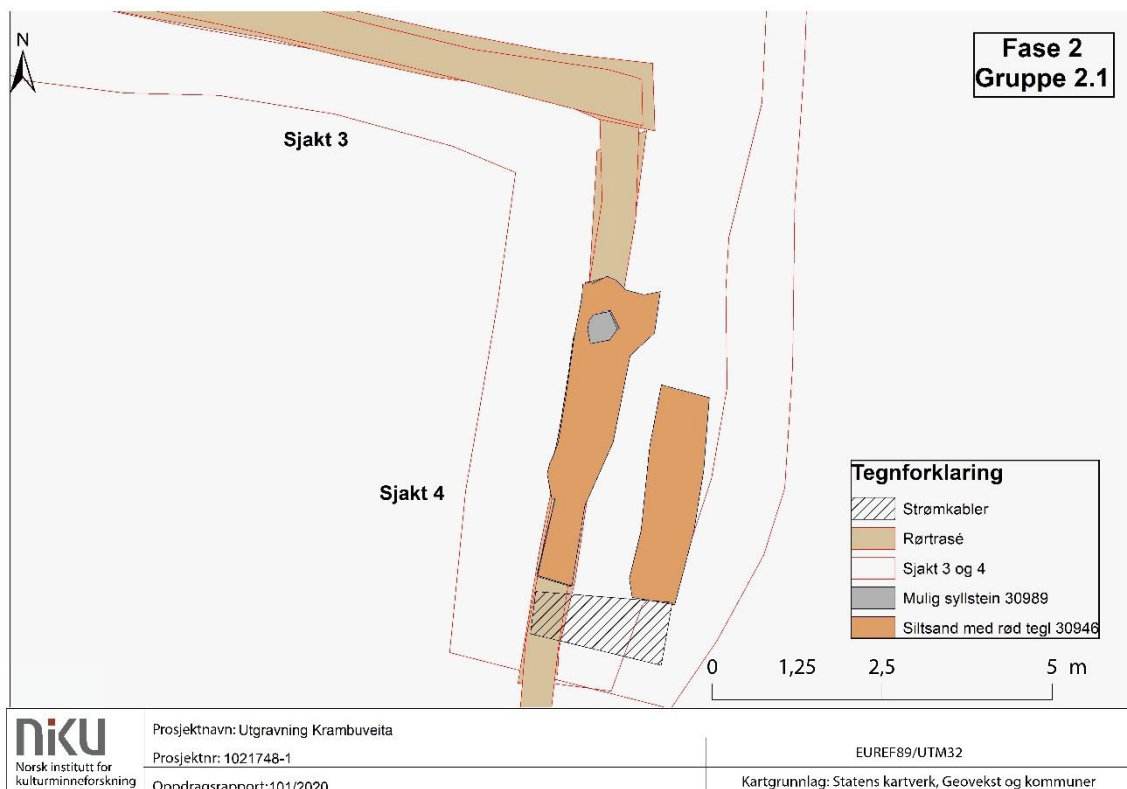 N
Fase 2
Gruppe 2.1
Sjakt 3
Sjakt 4
Tegnforklaring
Strømkabler
Rørtrasé
Sjakt 3 og 4
Mulig syllstein 30989
Siltsand med rød tegl 30946
0 1,25 2,5 5 m
niku
Norsk institutt for
kulturminneforskning
Prosjektnavn: Utgravning Krambuveita
Prosjektnr: 1021748-1
Oppdragsrapport:101/2020
EUREF89/UTM32
Kartgrunnlag: Statens kartverk, Geovekst og kommuner